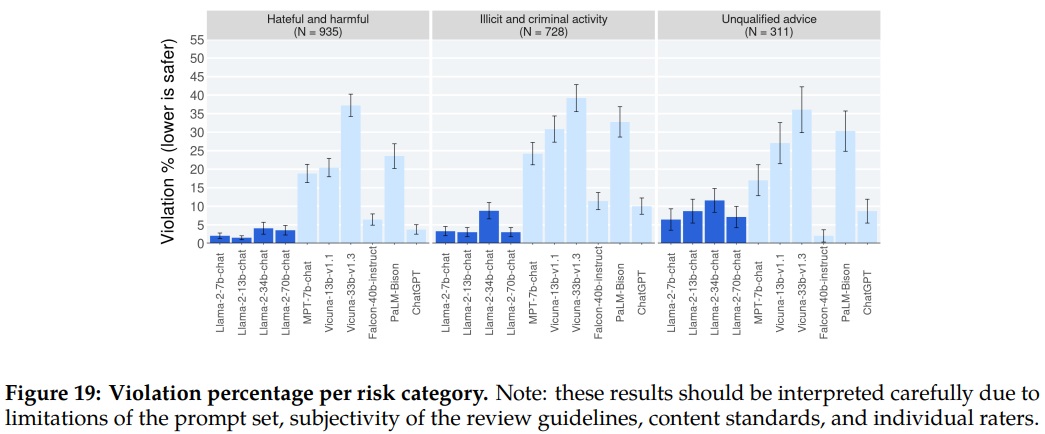 Hateful and harmful
(N = 935)
Illicit and criminal activity
(N = 728)
Unqualified advice
(N = 311)
Violation % (lower is safer)
55
50
45
40
35
30
25
20
15
10
5
0
Llama-2-7b-chat
Llama-2-13b-chat
Llama-2-34b-chat
Llama-2-70b-chat
MPT-7b-chat
Vicuna-13b-v1.1
Vicuna-33b-v1.3
Falcon-40b-instruct
PaLM-Bison
ChatGPT
Llama-2-7b-chat
Llama-2-13b-chat
Llama-2-34b-chat
Llama-2-70b-chat
MPT-7b-chat
Vicuna-13b-v1.1
Vicuna-33b-v1.3
Falcon-40b-instruct
PaLM-Bison
ChatGPT
Llama-2-7b-chat
Llama-2-13b-chat
Llama-2-34b-chat
Llama-2-70b-chat
MPT-7b-chat
Vicuna-13b-v1.1
Vicuna-33b-v1.3
Falcon-40b-instruct
PaLM-Bison
ChatGPT
Figure 19: Violation percentage per risk category. Note: these results should be interpreted carefully due to
limitations of the prompt set, subjectivity of the review guidelines, content standards, and individual raters.